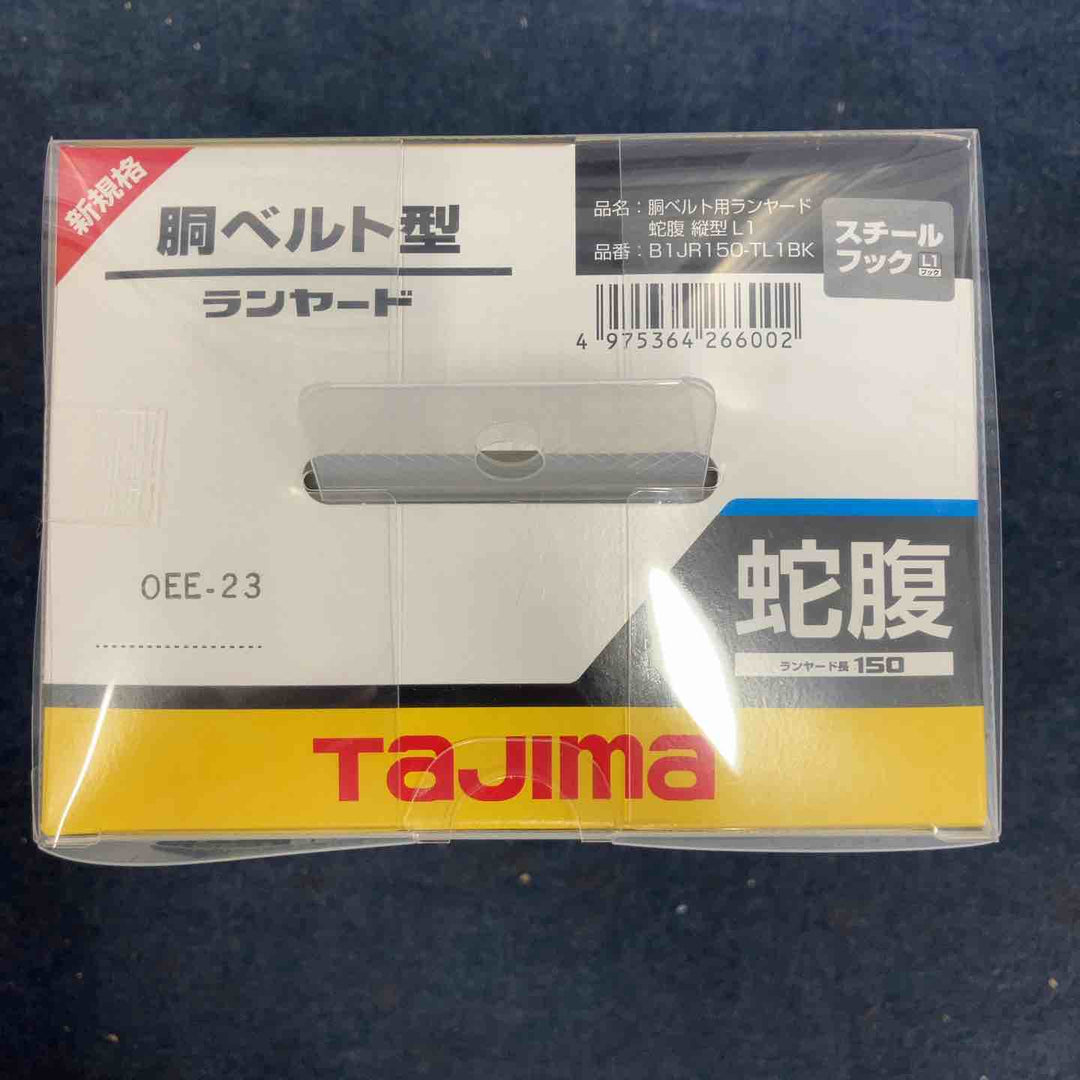 新規格
胴ベルト型
ランヤード
品名：胴ベルト用ランヤード
蛇腹 縦型 L1
品番：B1JR150-TL1BK
スチール
フック
L1
フック
4 975364 266002
OEE-23
蛇腹
ランヤード長 150
TaJIma